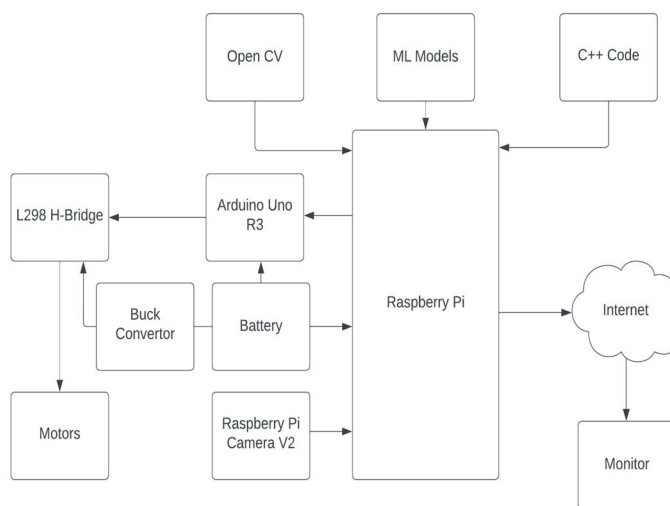 Open CV
ML Models
C++ Code
L298 H-Bridge
Arduino Uno
R3
Buck
Convertor
Battery
Raspberry Pi
Internet
Motors
Raspberry Pi
Camera V2
Monitor